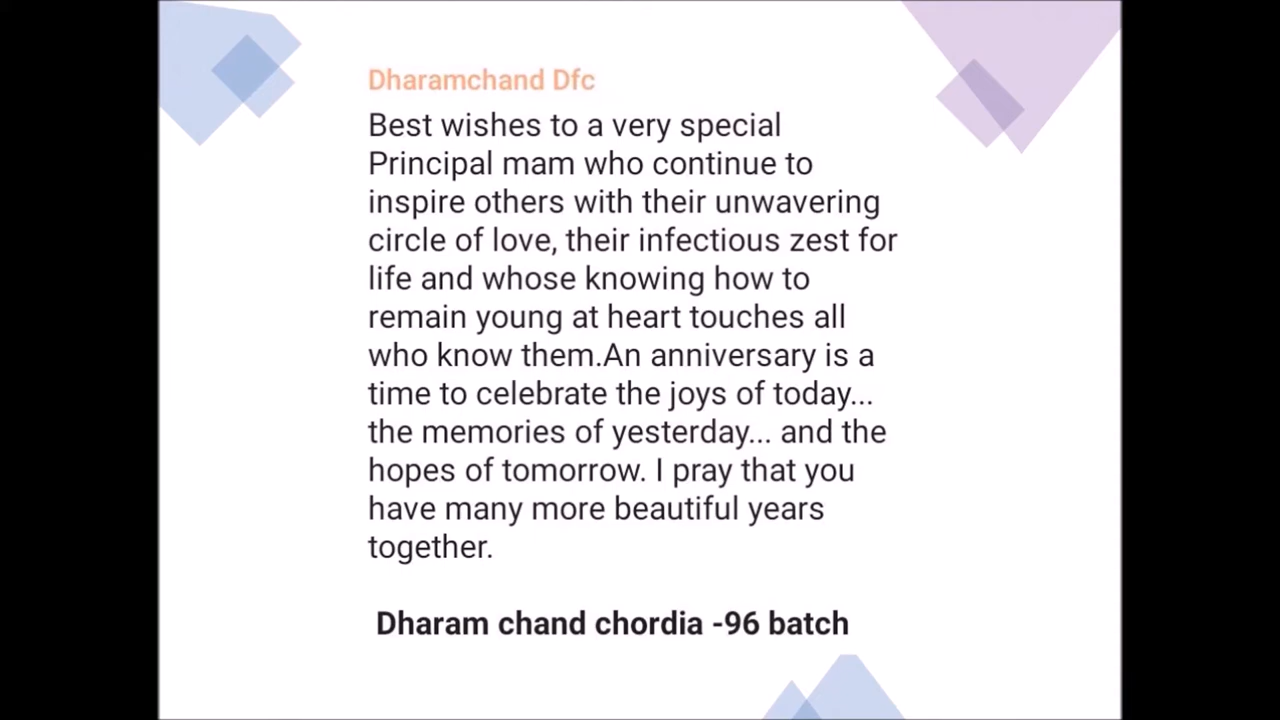 Dharamchand Dfc
Best wishes to a very special
Principal mam who continue to
inspire others with their unwavering
circle of love, their infectious zest for
life and whose knowing how to
remain young at heart touches all
who know them.An anniversary is a
time to celebrate the joys of today...
the memories of yesterday... and the
hopes of tomorrow. I pray that you
have many more beautiful years
together.
Dharam chand chordia -96 batch